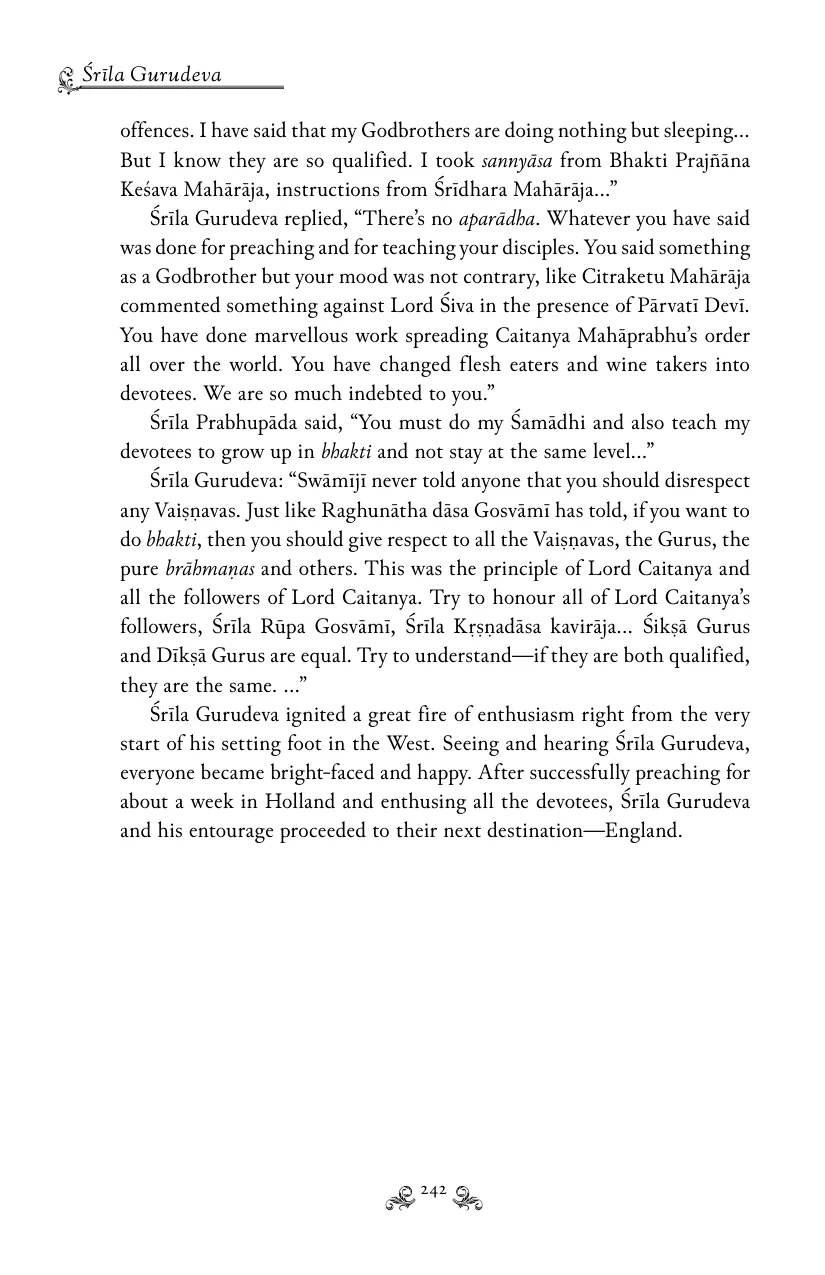 Śrīla Gurudeva
offences. I have said that my Godbrothers are doing nothing but sleeping...
But I know they are so qualified. I took sannyāsa from Bhakti Prajñāna
Keśava Mahārāja, instructions from Śrīdhara Mahārāja...”
Śrīla Gurudeva replied, “There’s no aparādha. Whatever you have said
was done for preaching and for teaching your disciples. You said something
as a Godbrother but your mood was not contrary, like Citraketu Mahārāja
commented something against Lord Śiva in the presence of Pārvatī Devī.
You have done marvellous work spreading Caitanya Mahāprabhu’s order
all over the world. You have changed flesh eaters and wine takers into
devotees. We are so much indebted to you.”
Śrīla Prabhupāda said, “You must do my Śamādhi and also teach my
devotees to grow up in bhakti and not stay at the same level...”
Śrīla Gurudeva: “Swāmījī never told anyone that you should disrespect
any Vaiṣṇavas. Just like Raghunātha dāsa Gosvāmī has told, if you want to
do bhakti, then you should give respect to all the Vaiṣṇavas, the Gurus, the
pure brāhmaṇas and others. This was the principle of Lord Caitanya and
all the followers of Lord Caitanya. Try to honour all of Lord Caitanya’s
followers, Śrīla Rūpa Gosvāmī, Śrīla Kṛṣṇadāsa kavirāja... Śikṣā Gurus
and Dīkṣā Gurus are equal. Try to understand—if they are both qualified,
they are the same. ...”
Śrīla Gurudeva ignited a great fire of enthusiasm right from the very
start of his setting foot in the West. Seeing and hearing Śrīla Gurudeva,
everyone became bright-faced and happy. After successfully preaching for
about a week in Holland and enthusing all the devotees, Śrīla Gurudeva
and his entourage proceeded to their next destination—England.
242